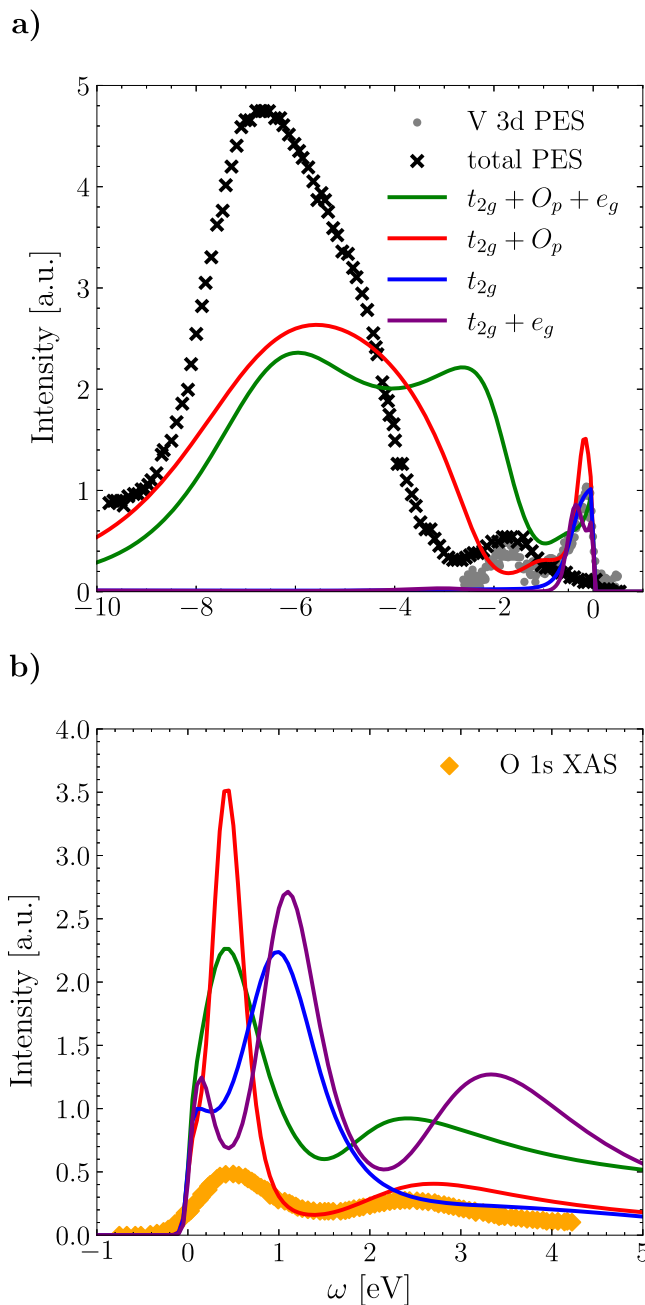 a)
5
4
3
2
1
0
Intensity [a.u.]
V 3d PES
total PES
t₂g + Oₚ + e_g
t₂g + Oₚ
t₂g
t₂g + e_g
−10 −8 −6 −4 −2 0
b)
4.0
3.5
3.0
2.5
2.0
1.5
1.0
0.5
0.0
Intensity [a.u.]
O 1s XAS
−1 0 1 2 3 4 5
ω [eV]